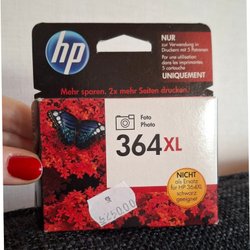 hp
Mehr sparen. 2x mehr drucken.
NUR
zur Verwendung in
Druckern mit 5 Patronen
Pour une utilisation
dans les imprimantes
5 cartouches
UNIQUEMENT
Foto
Photo
364XL
NICHT
als Ersatz
für HP 364XL
schwarz
geeignet